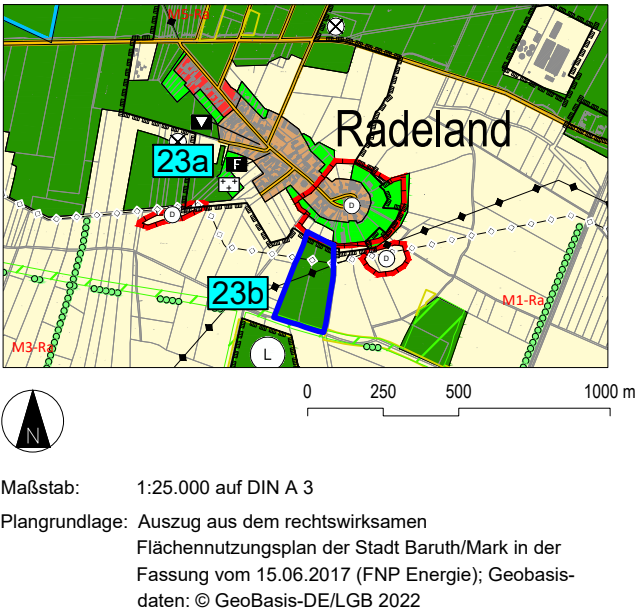 M5-Ra
Radeland
23a
F
D
D
D
23b
M1-Ra
M3-Ra
L
0 250 500 1000 m
N
Maßstab: 1:25.000 auf DIN A 3
Plangrundlage: Auszug aus dem rechtswirksamen
Flächennutzungsplan der Stadt Baruth/Mark in der
Fassung vom 15.06.2017 (FNP Energie); Geobasis-
daten: © GeoBasis-DE/LGB 2022